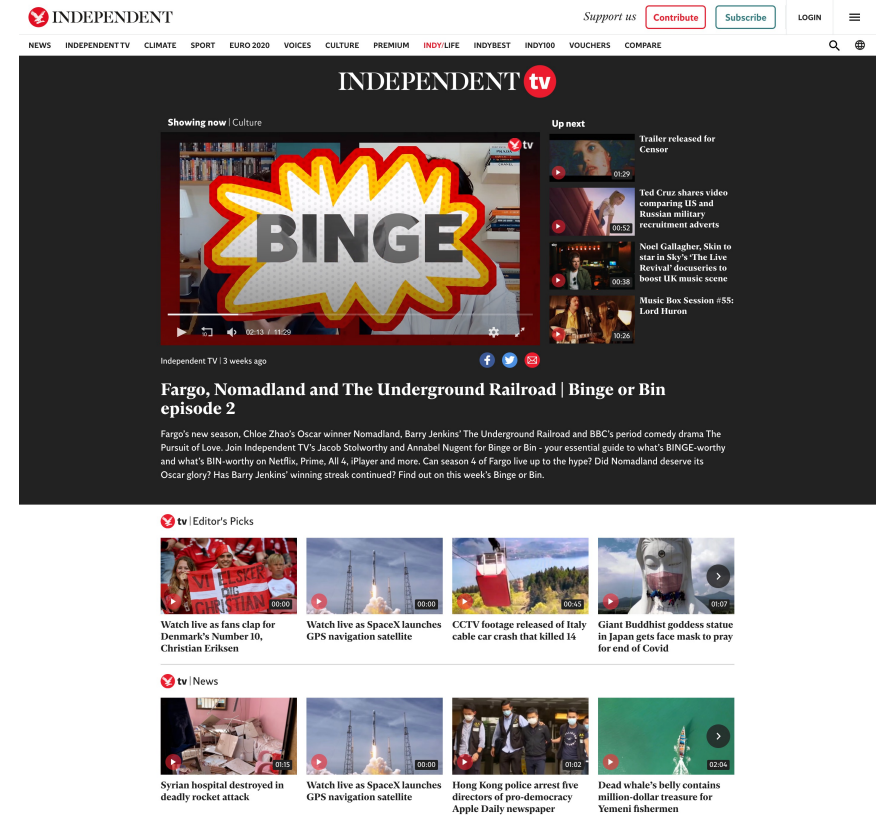 INDEPENDENT
Support us
Contribute
Subscribe
LOGIN
NEWS INDEPENDENT TV CLIMATE SPORT EURO 2020 VOICES CULTURE PREMIUM INDY/LIFE INDYBEST INDY100 VOUCHERS COMPARE
INDEPENDENT tv
Showing now | Culture
tv
BINGE
02:13 / 11:29
Up next
01:29
Trailer released for
Censor
00:52
Ted Cruz shares video
comparing US and
Russian military
recruitment adverts
00:38
Noel Gallagher, Skin to
star in Sky's 'The Live
Revival' docuseries to
boost UK music scene
10:26
Music Box Session #55:
Lord Huron
Independent TV | 3 weeks ago
Fargo, Nomadland and The Underground Railroad | Binge or Bin
episode 2
Fargo's new season, Chloe Zhao's Oscar winner Nomadland, Barry Jenkins' The Underground Railroad and BBC's period comedy drama The
Pursuit of Love. Join Independent TV's Jacob Stolworthy and Annabel Nugent for Binge or Bin - your essential guide to what's BINGE-worthy
and what's BIN-worthy on Netflix, Prime, All 4, iPlayer and more. Can season 4 of Fargo live up to the hype? Did Nomadland deserve its
Oscar glory? Has Barry Jenkins' winning streak continued? Find out on this week's Binge or Bin.
tv | Editor's Picks
VI ELSKER
DIG
CHRISTIAN
00:00
Watch live as fans clap for
Denmark's Number 10,
Christian Eriksen
00:00
Watch live as SpaceX launches
GPS navigation satellite
00:45
CCTV footage released of Italy
cable car crash that killed 14
01:07
Giant Buddhist goddess statue
in Japan gets face mask to pray
for end of Covid
tv | News
01:15
Syrian hospital destroyed in
deadly rocket attack
00:00
Watch live as SpaceX launches
GPS navigation satellite
01:02
Hong Kong police arrest five
directors of pro-democracy
Apple Daily newspaper
02:04
Dead whale's belly contains
million-dollar treasure for
Yemeni fishermen